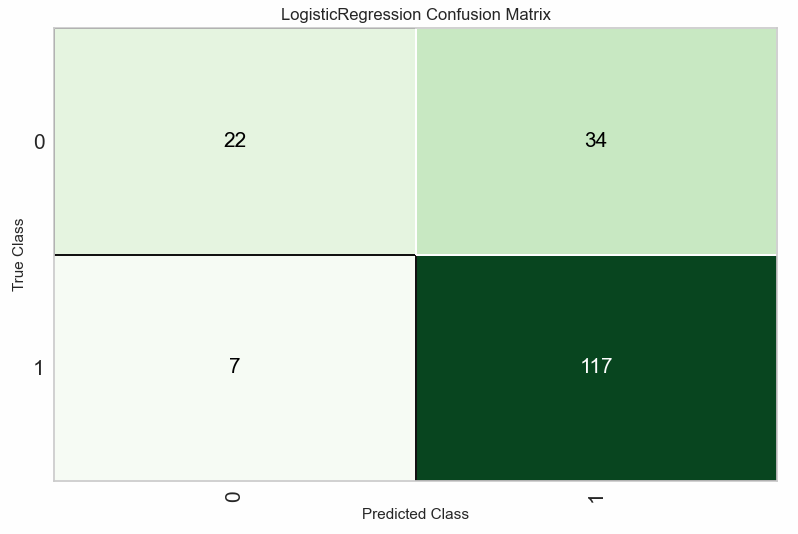 LogisticRegression Confusion Matrix
0
22
34
True Class
1
7
117
0
1
Predicted Class